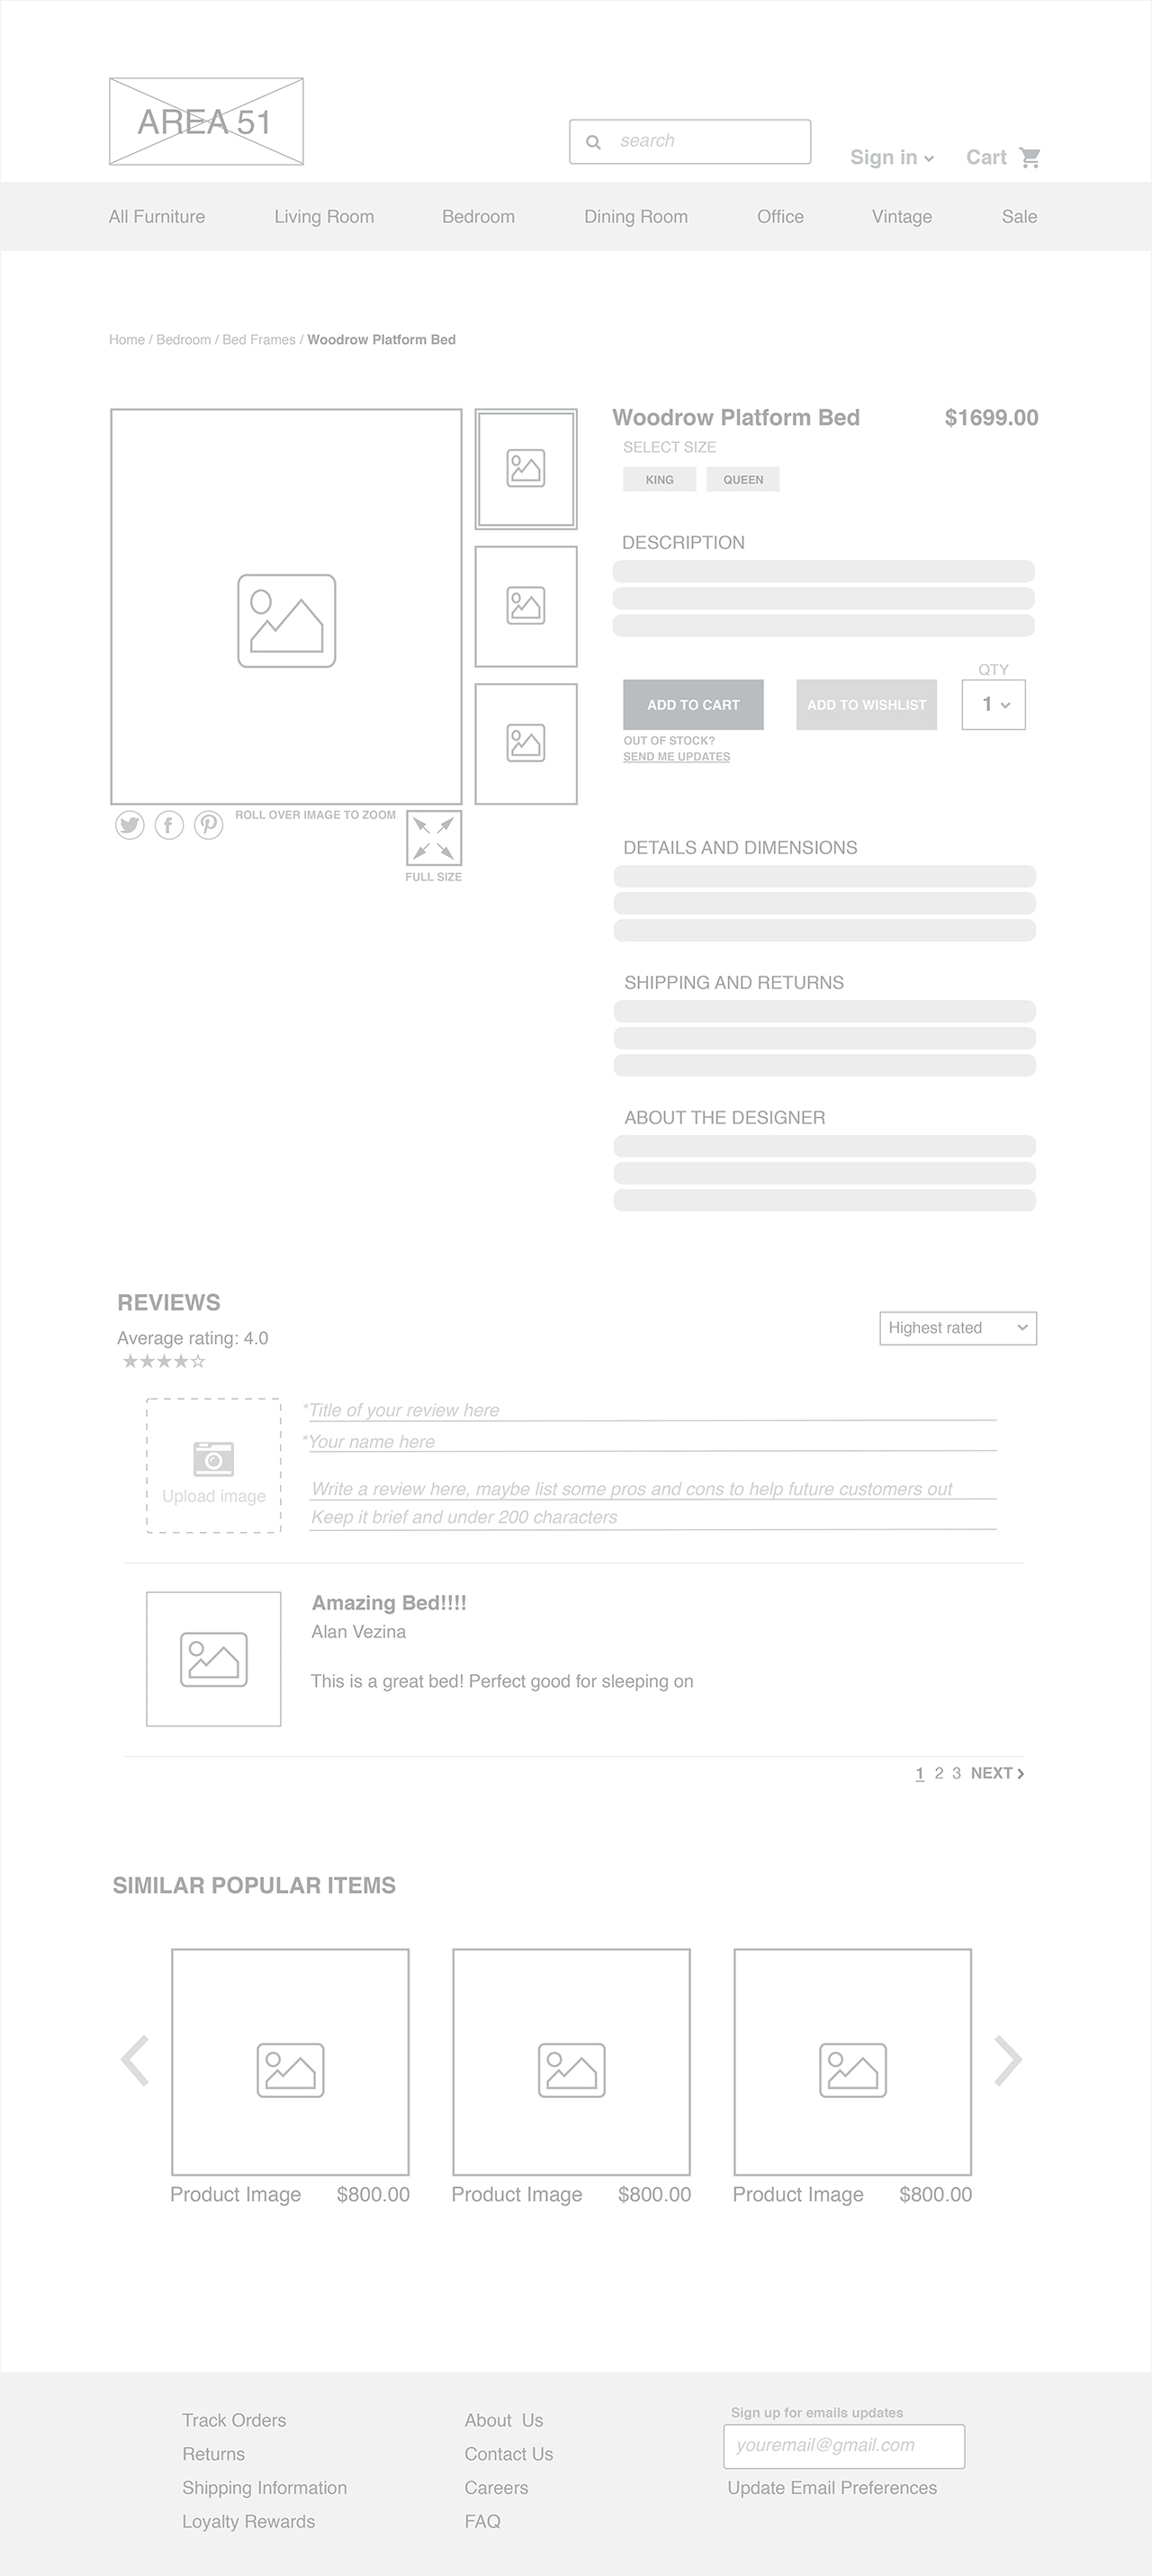 AREA 51
search
Sign in
Cart
All Furniture Living Room Bedroom Dining Room Office Vintage Sale
Home / Bedroom / Bed Frames / Woodrow Platform Bed
Woodrow Platform Bed $1699.00
SELECT SIZE
KING QUEEN
DESCRIPTION
QTY
ADD TO CART ADD TO WISHLIST 1
OUT OF STOCK?
SEND ME UPDATES
ROLL OVER IMAGE TO ZOOM
FULL SIZE
DETAILS AND DIMENSIONS
SHIPPING AND RETURNS
ABOUT THE DESIGNER
REVIEWS
Average rating: 4.0
Highest rated
Upload image
*Title of your review here
*Your name here
Write a review here, maybe list some pros and cons to help future customers out
Keep it brief and under 200 characters
Amazing Bed!!!!
Alan Vezina
This is a great bed! Perfect good for sleeping on
1 2 3 NEXT
SIMILAR POPULAR ITEMS
Product Image $800.00
Product Image $800.00
Product Image $800.00
Track Orders
Returns
Shipping Information
Loyalty Rewards
About Us
Contact Us
Careers
FAQ
Sign up for emails updates
youremail@gmail.com
Update Email Preferences